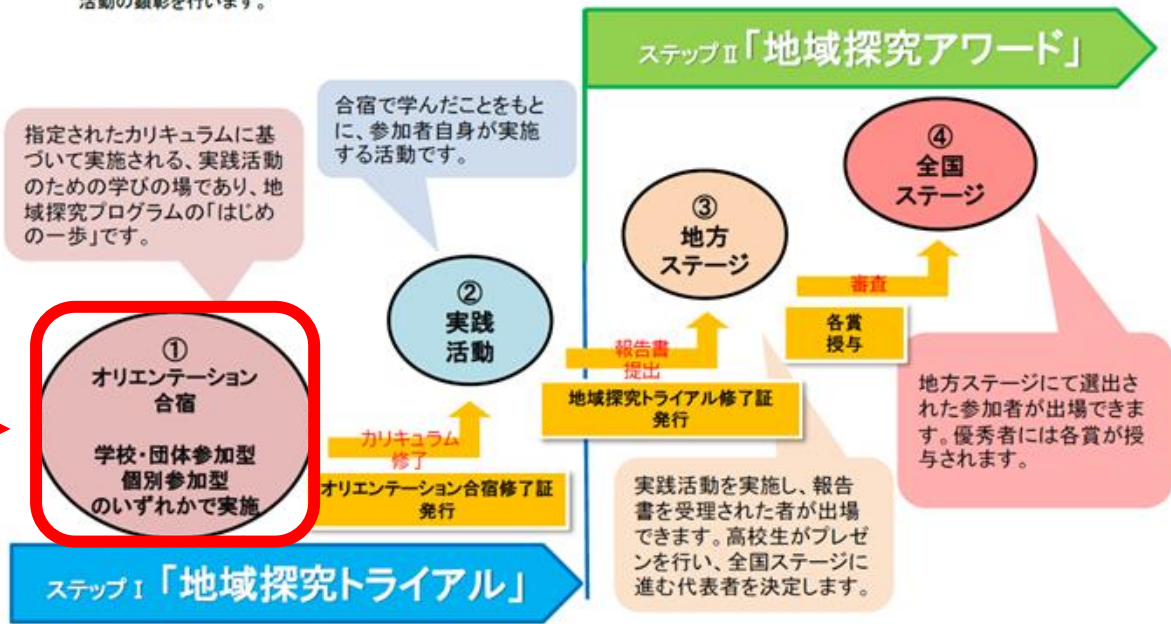 活動の顕彰を行います。
ステップⅡ「地域探究アワード」
指定されたカリキュラムに基
づいて実施される、実践活動
のための学びの場であり、地
域探究プログラムの「はじめ
の一歩」です。
合宿で学んだことをもと
に、参加者自身が実施
する活動です。
④
全国
ステージ
③
地方
ステージ
②
実践
活動
①
オリエンテーション
合宿
学校・団体参加型
個別参加型
のいずれかで実施
カリキュラム
修了
オリエンテーション合宿修了証
発行
報告書
提出
地域探究トライアル修了証
発行
審査
各賞
授与
実践活動を実施し、報告
書を受理された者が出場
できます。高校生がプレゼ
ンを行い、全国ステージに
進む代表者を決定します。
地方ステージにて選出さ
れた参加者が出場できま
す。優秀者には各賞が授
与されます。
ステップⅠ「地域探究トライアル」